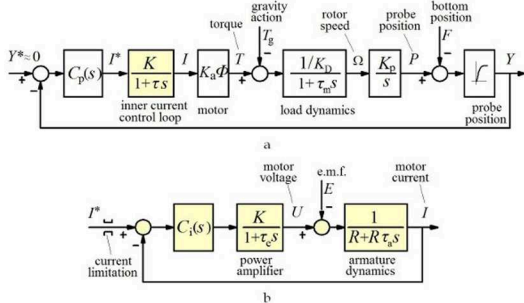 gravity action
torque
rotor speed
probe position
bottom position
Y*≈0
C_p(s)
I*
K
1+τs
I
K_aΦ
T
T_g
1/K_D
1+τ_m s
Ω
K_p
s
P
F
Y
inner current control loop
motor
load dynamics
probe position
a
motor voltage
e.m.f.
motor current
I*
C_i(s)
K
1+τ_e s
U
E
1
R+Rτ_a s
I
current limitation
power amplifier
armature dynamics
b